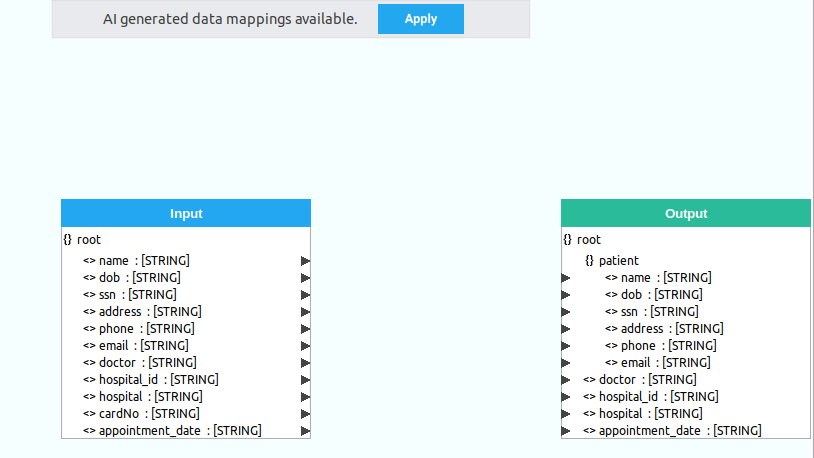 AI generated data mappings available. Apply
Input
{} root
<> name : [STRING]
<> dob : [STRING]
<> ssn : [STRING]
<> address : [STRING]
<> phone : [STRING]
<> email : [STRING]
<> doctor : [STRING]
<> hospital_id : [STRING]
<> hospital : [STRING]
<> cardNo : [STRING]
<> appointment_date : [STRING]
Output
{} root
{} patient
<> name : [STRING]
<> dob : [STRING]
<> ssn : [STRING]
<> address : [STRING]
<> phone : [STRING]
<> email : [STRING]
<> doctor : [STRING]
<> hospital_id : [STRING]
<> hospital : [STRING]
<> appointment_date : [STRING]